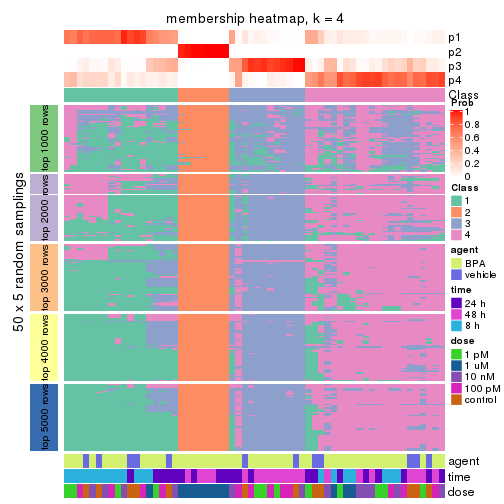 membership heatmap, k = 4
p1
p2
p3
p4
Class
50 x 5 random samplings
top 1000 rows
top 2000 rows
top 3000 rows
top 4000 rows
top 5000 rows
agent
time
dose
Prob
1
0.8
0.6
0.4
0.2
0
Class
1
2
3
4
agent
BPA
vehicle
time
24 h
48 h
8 h
dose
1 pM
1 uM
10 nM
100 pM
control